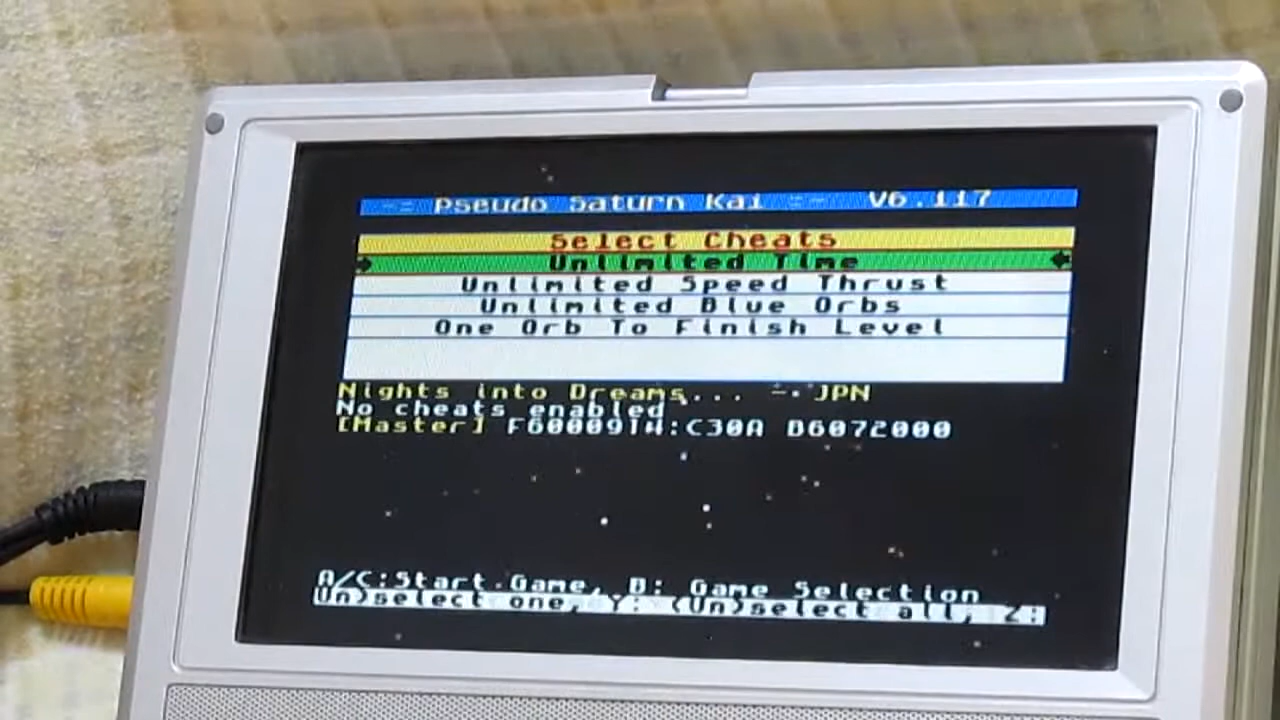 -= Pseudo Saturn Kai =- V6.117
Select Cheats
Unlimited Time
Unlimited Speed Thrust
Unlimited Blue Orbs
One Orb To Finish Level
Nights into Dreams... - JPN
No cheats enabled
[Master] D6072000
A/C:Start Game, B: Game Selection
Un)select one, Y: (Un)select all, Z: